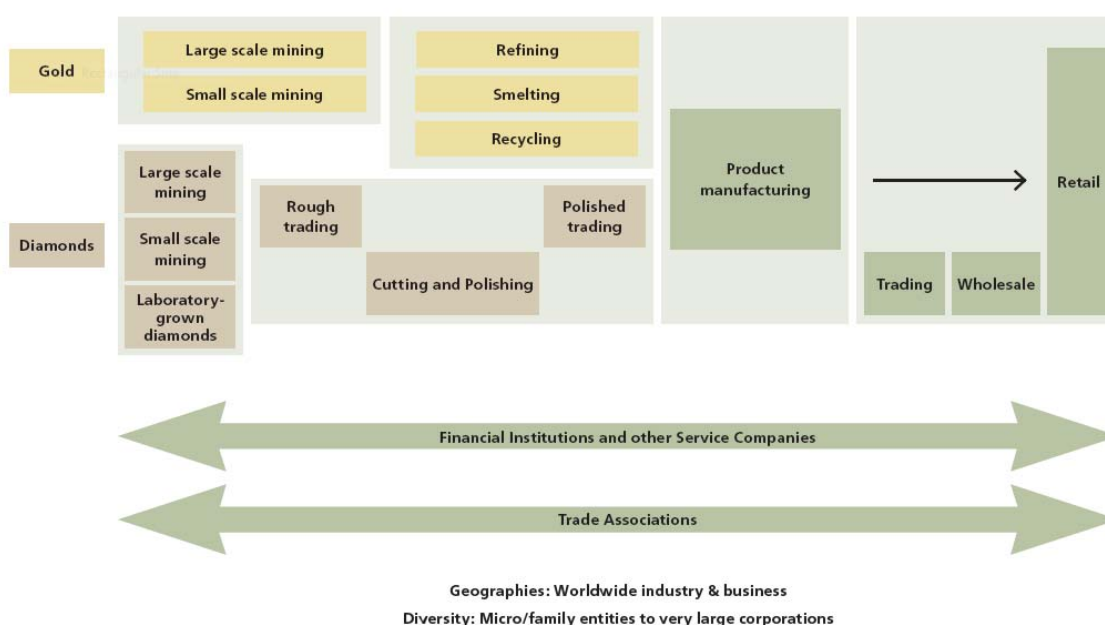 Gold
Large scale mining
Small scale mining
Refining
Smelting
Recycling
Diamonds
Large scale
mining
Small scale
mining
Laboratory-
grown
diamonds
Rough
trading
Cutting and Polishing
Polished
trading
Product
manufacturing
Trading
Wholesale
Retail
Financial Institutions and other Service Companies
Trade Associations
Geographies: Worldwide industry & business
Diversity: Micro/family entities to very large corporations